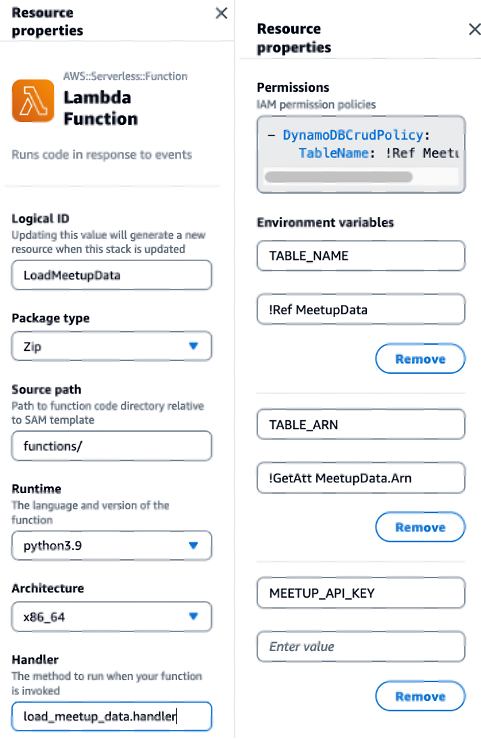 Resource
properties
AWS::Serverless::Function
Lambda
Function
Runs code in response to events
Logical ID
Updating this value will generate a new
resource when this stack is updated
LoadMeetupData
Package type
Zip
Source path
Path to function code directory relative
to SAM template
functions/
Runtime
The language and version of the
function
python3.9
Architecture
x86_64
Handler
The method to run when your function
is invoked
load_meetup_data.handler
Resource
properties
Permissions
IAM permission policies
- DynamoDBCrudPolicy:
TableName: !Ref Meetu
Environment variables
TABLE_NAME
!Ref MeetupData
Remove
TABLE_ARN
!GetAtt MeetupData.Arn
Remove
MEETUP_API_KEY
Enter value
Remove